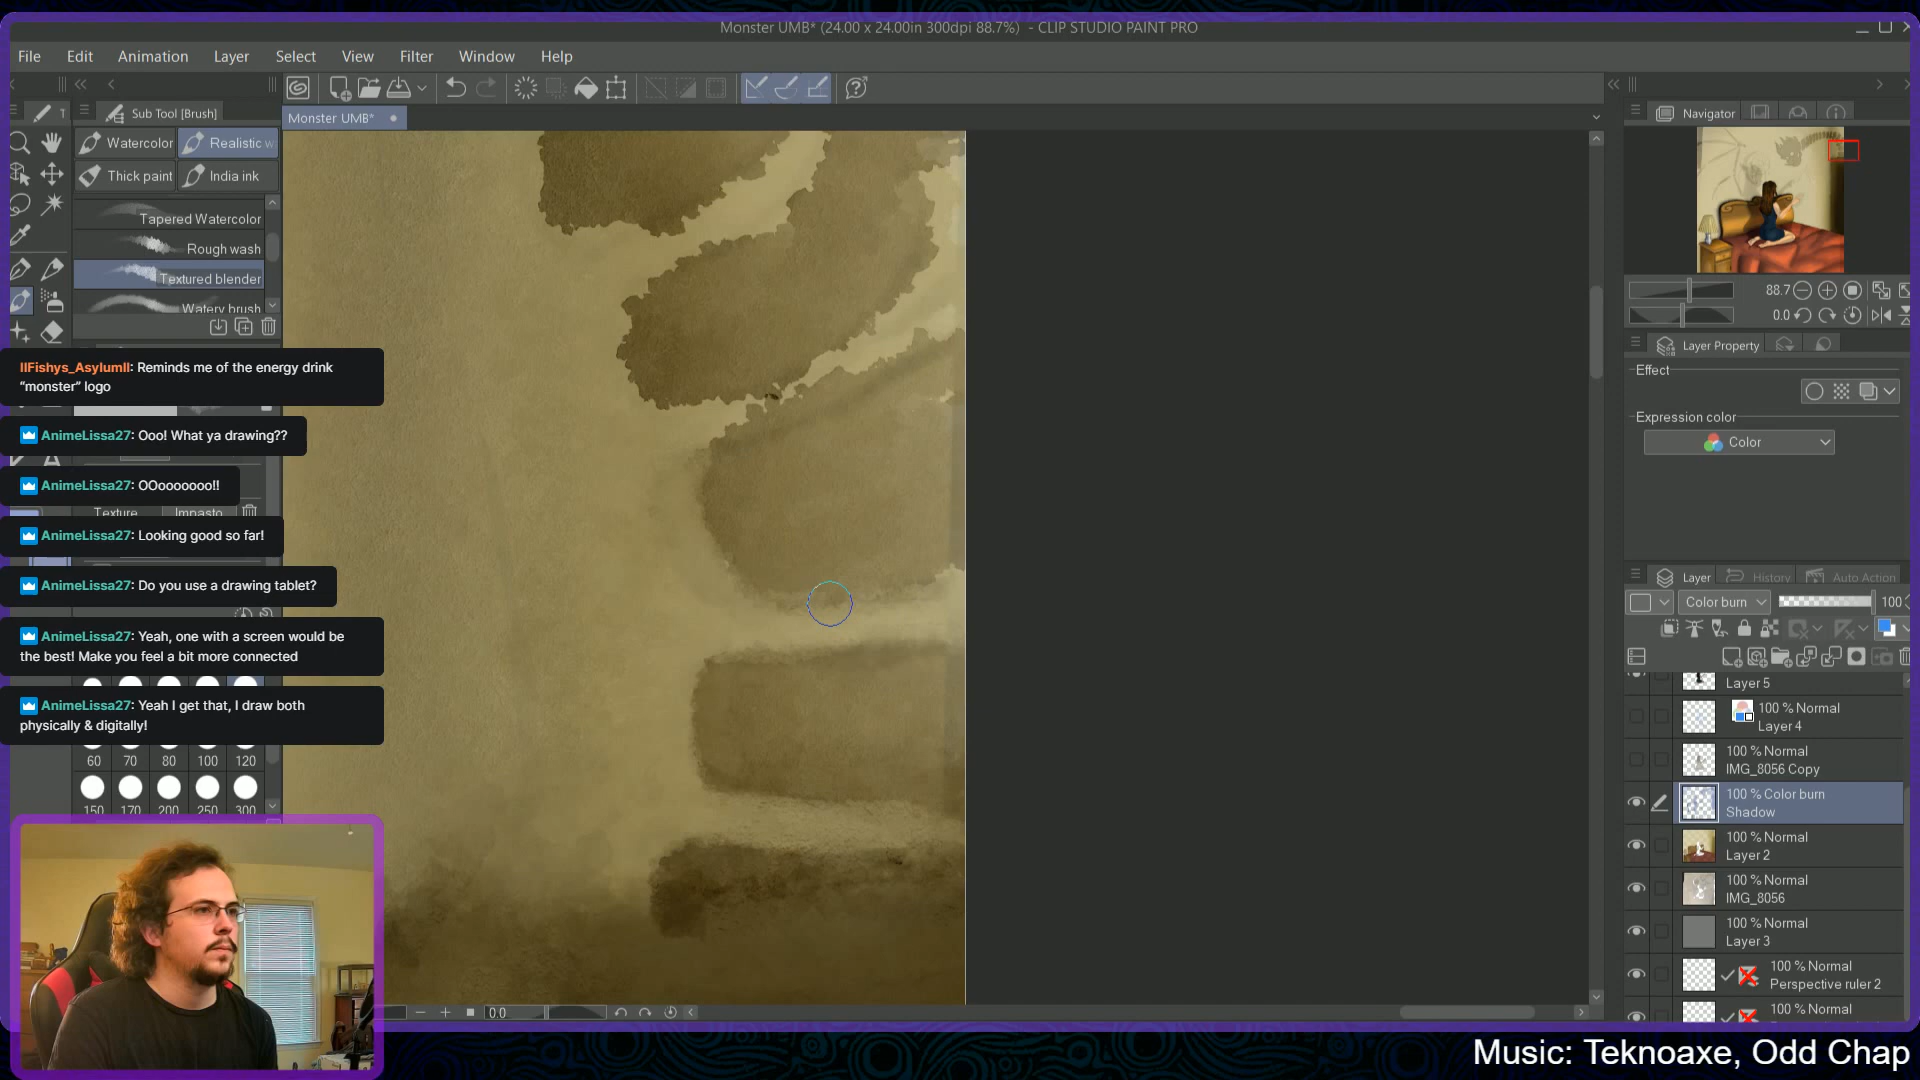 Monster UMB* (24.00 x 24.00in 300dpi 88.7%) - CLIP STUDIO PAINT PRO
File Edit Animation Layer Select View Filter Window Help
Sub Tool [Brush]
Monster UMB*
Navigator
Watercolor
Realistic w
Thick paint
India ink
Tapered Watercolor
Rough wash
Textured blender
Watery brush
88.7
0.0
Layer Property
Effect
Expression color
Color
IIFishys_AsylumII: Reminds me of the energy drink
“monster” logo
AnimeLissa27: Ooo! What ya drawing??
AnimeLissa27: OOooooooo!!
Texture Impasto
AnimeLissa27: Looking good so far!
AnimeLissa27: Do you use a drawing tablet?
AnimeLissa27: Yeah, one with a screen would be
the best! Make you feel a bit more connected
AnimeLissa27: Yeah I get that, I draw both
physically & digitally!
60 70 80 100 120
150 170 200 250 300
Layer History Auto Action
Color burn 100
Layer 5
100 % Normal
Layer 4
100 % Normal
IMG_8056 Copy
100 % Color burn
Shadow
100 % Normal
Layer 2
100 % Normal
IMG_8056
100 % Normal
Layer 3
100 % Normal
Perspective ruler 2
100 % Normal
0.0
Music: Teknoaxe, Odd Chap